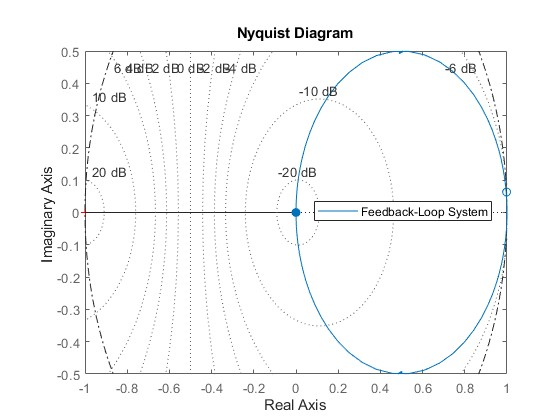 Nyquist Diagram
0.5
6 dB 4 dB 2 dB 0 dB -2 dB -4 dB -6 dB
0.4
-10 dB
10 dB
0.3
0.2
20 dB
-20 dB
0.1
0
Feedback-Loop System
-0.1
-0.2
-0.3
-0.4
-0.5
-1 -0.8 -0.6 -0.4 -0.2 0 0.2 0.4 0.6 0.8 1
Real Axis
Imaginary Axis